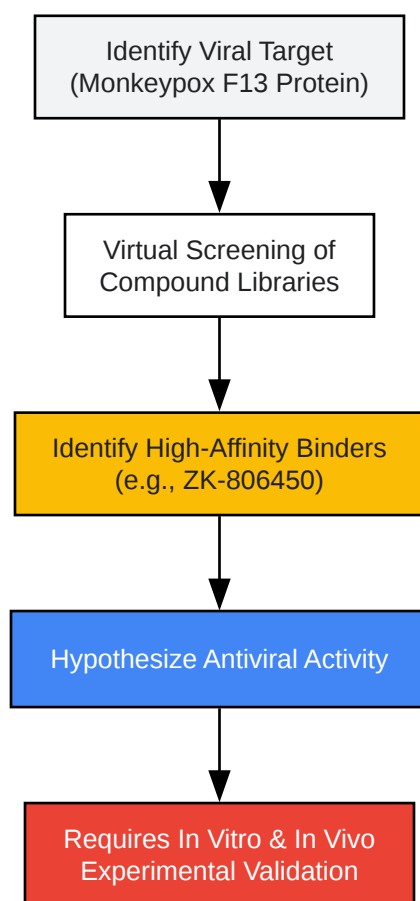 Identify Viral Target
(Monkeypox F13 Protein)
Virtual Screening of
Compound Libraries
Identify High-Affinity Binders
(e.g., ZK-806450)
Hypothesize Antiviral Activity
Requires In Vitro & In Vivo
Experimental Validation